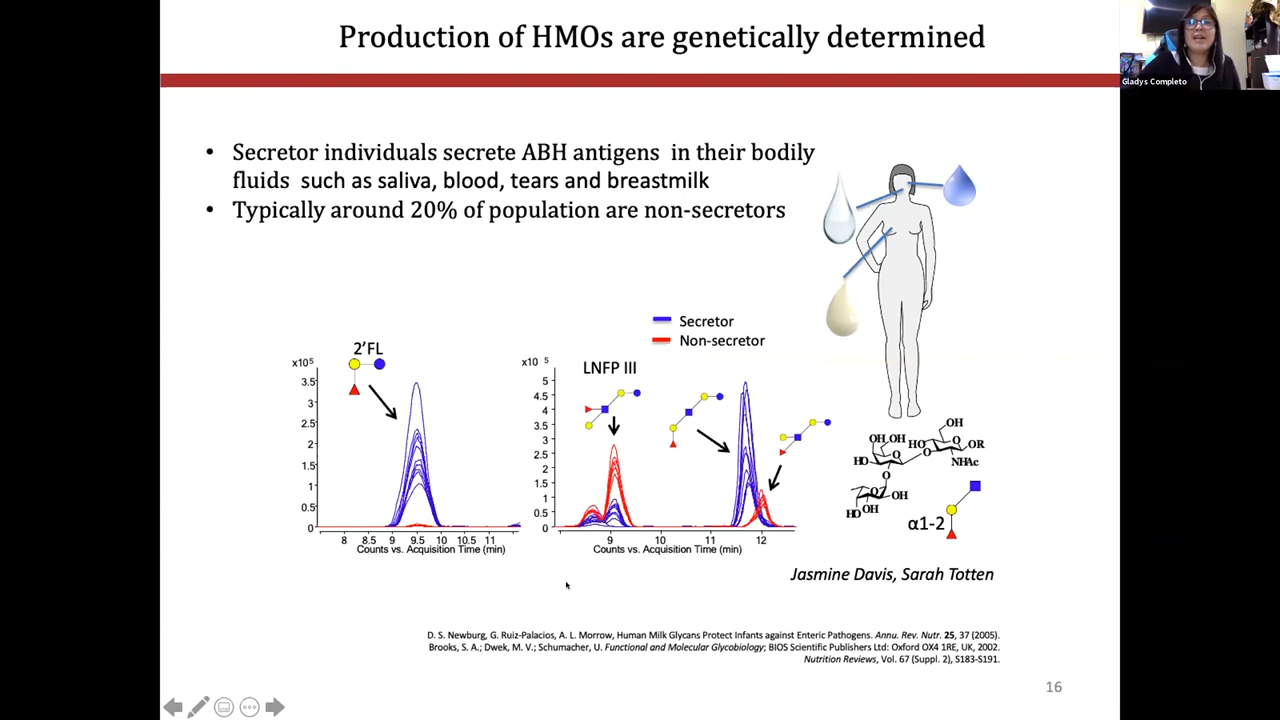 Production of HMOs are genetically determined
Gladys Completo
• Secretor individuals secrete ABH antigens in their bodily
fluids such as saliva, blood, tears and breastmilk
• Typically around 20% of population are non-secretors
Secretor
Non-secretor
2'FL
x10⁵
3.5
3
2.5
2
1.5
1
0.5
0
8 8.5 9 9.5 10 10.5 11
Counts vs. Acquisition Time (min)
LNFP III
x10 ⁵
5
4.5
4
3.5
3
2.5
2
1.5
1
0.5
0
9 10 11 12
Counts vs. Acquisition Time (min)
OH
OH OH HO O OR
HO O O NHAc
O
O OH
HO OH
α1-2
Jasmine Davis, Sarah Totten
D. S. Newburg, G. Ruiz-Palacios, A. L. Morrow, Human Milk Glycans Protect Infants against Enteric Pathogens. Annu. Rev. Nutr. 25, 37 (2005).
Brooks, S. A.; Dwek, M. V.; Schumacher, U. Functional and Molecular Glycobiology; BIOS Scientific Publishers Ltd: Oxford OX4 1RE, UK, 2002.
Nutrition Reviews, Vol. 67 (Suppl. 2), S183-S191.
16